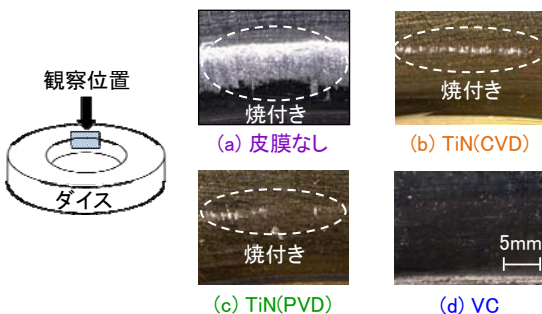 観察位置
ダイス
焼付き
(a) 皮膜なし
焼付き
(b) TiN(CVD)
焼付き
(c) TiN(PVD)
5mm
(d) VC